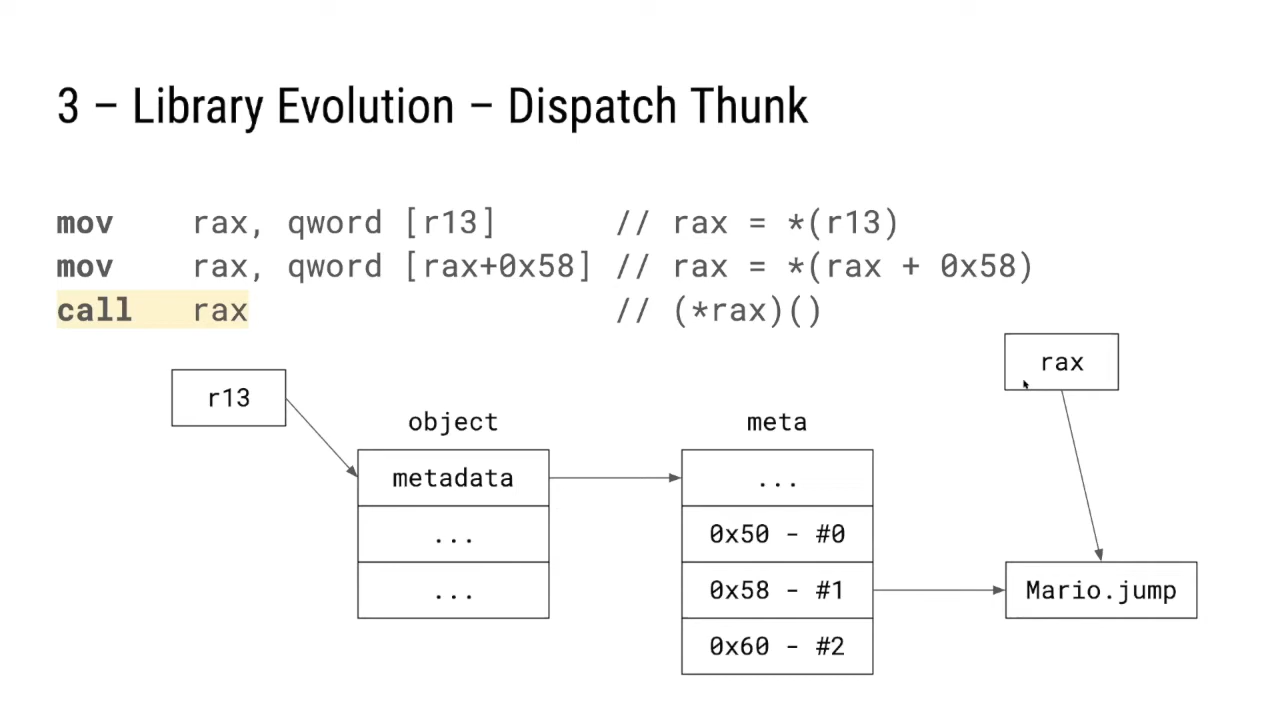 3 – Library Evolution – Dispatch Thunk
mov rax, qword [r13] // rax = *(r13)
mov rax, qword [rax+0x58] // rax = *(rax + 0x58)
call rax // (*rax)()
rax
r13
object
meta
metadata
...
...
...
0x50 - #0
0x58 - #1
0x60 - #2
Mario.jump